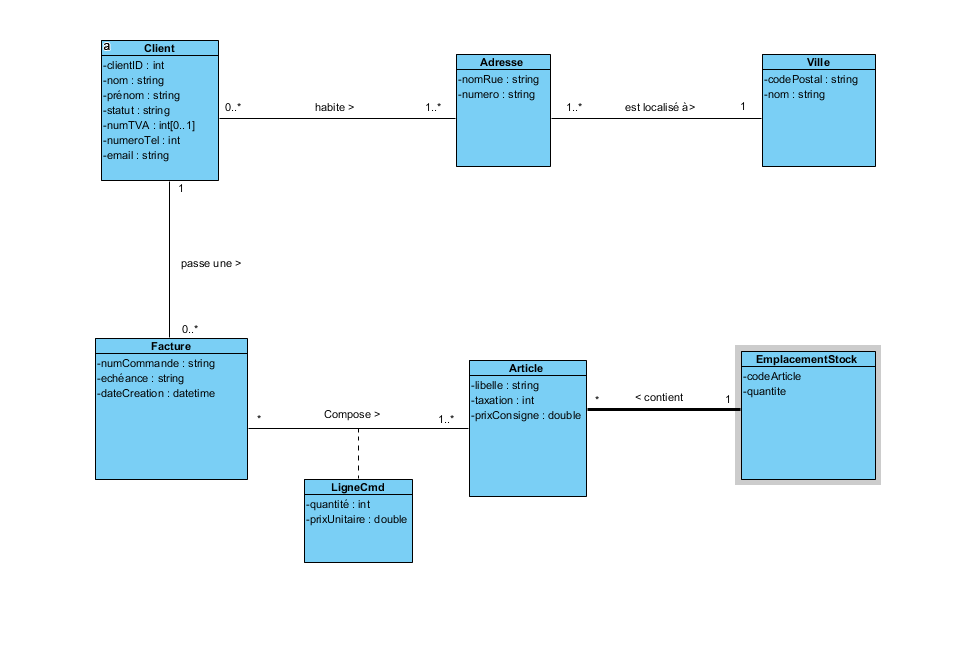 a
Client
-clientID : int
-nom : string
-prénom : string
-statut : string
-numTVA : int[0..1]
-numeroTel : int
-email : string
0..*
habite >
1..*
Adresse
-nomRue : string
-numero : string
1..*
est localisé à>
1
Ville
-codePostal : string
-nom : string
1
passe une >
0..*
Facture
-numCommande : string
-echéance : string
-dateCreation : datetime
*
Compose >
1..*
LigneCmd
-quantité : int
-prixUnitaire : double
Article
-libelle : string
-taxation : int
-prixConsigne : double
*
< contient
1
EmplacementStock
-codeArticle
-quantite